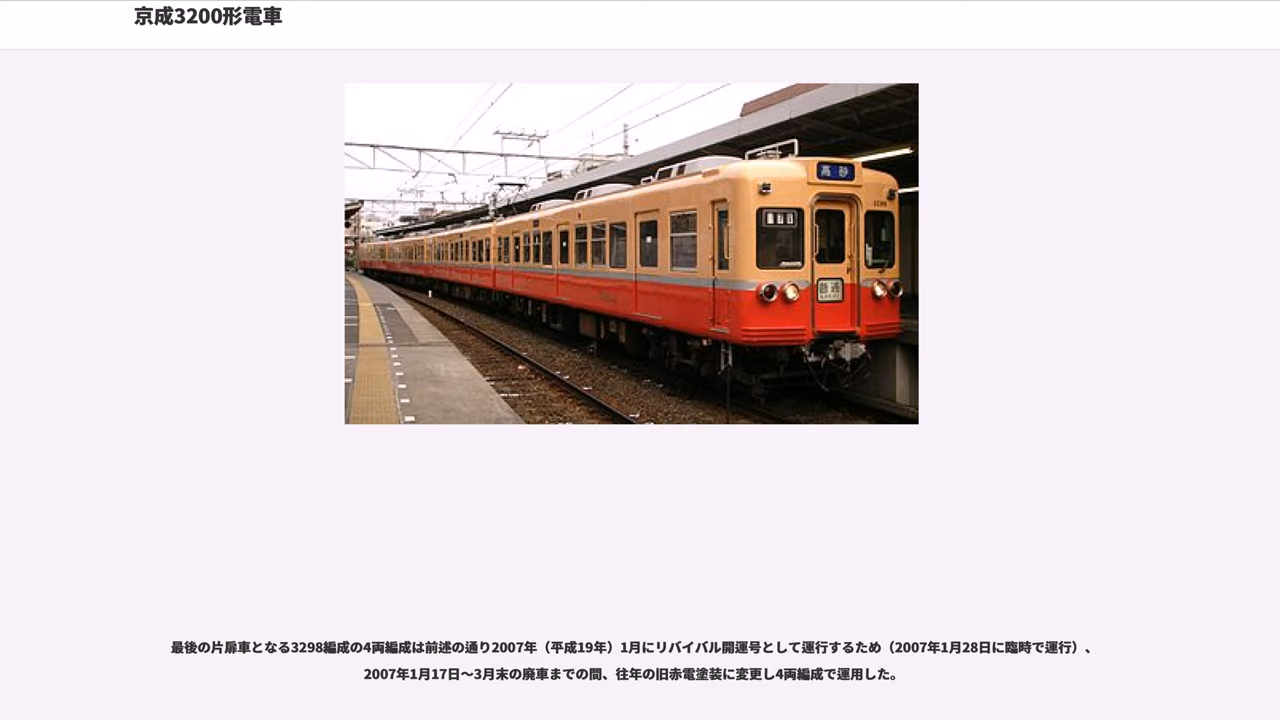 京成3200形電車
高砂
普通
最後の片扉車となる3298編成の4両編成は前述の通り2007年（平成19年）1月にリバイバル開運号として運行するため（2007年1月28日に臨時で運行）、
2007年1月17日〜3月末の廃車までの間、往年の旧赤電塗装に変更し4両編成で運用した。